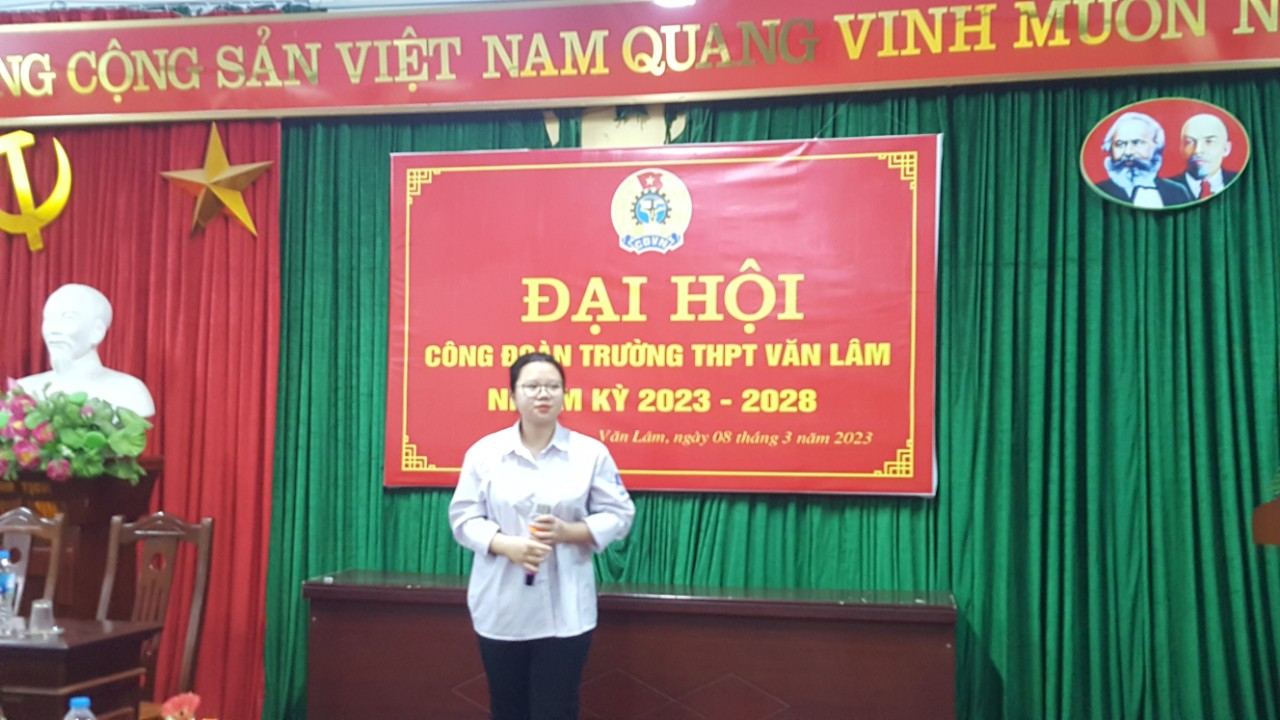 NG CỘNG SẢN VIỆT NAM QUANG VINH MUÔN N
CĐVN
ĐẠI HỘI
CÔNG ĐOÀN TRƯỜNG THPT VĂN LÂM
KỲ 2023 - 2028
Văn Lâm, ngày 08 tháng 3 năm 2023